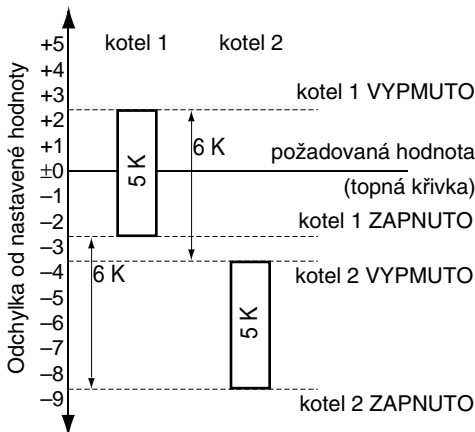 kotel 1
kotel 2
Odchylka od nastavené hodnoty
+5
+4
+3
+2
+1
±0
–1
–2
–3
–4
–5
–6
–7
–8
–9
5 K
6 K
6 K
5 K
kotel 1 VYPMUTO
požadovaná hodnota
(topná křivka)
kotel 1 ZAPNUTO
kotel 2 VYPMUTO
kotel 2 ZAPNUTO